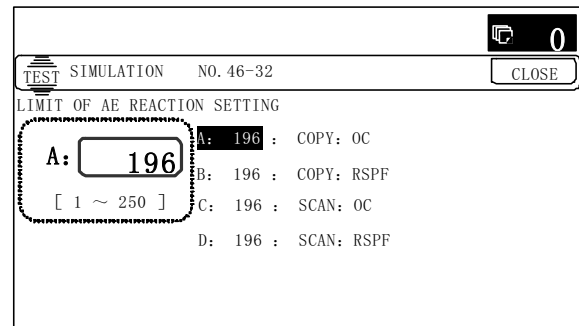 0
TEST SIMULATION NO.46-32 CLOSE
LIMIT OF AE REACTION SETTING
A: 196
[ 1 ～ 250 ]
A: 196 : COPY: OC
B: 196 : COPY: RSPF
C: 196 : SCAN: OC
D: 196 : SCAN: RSPF